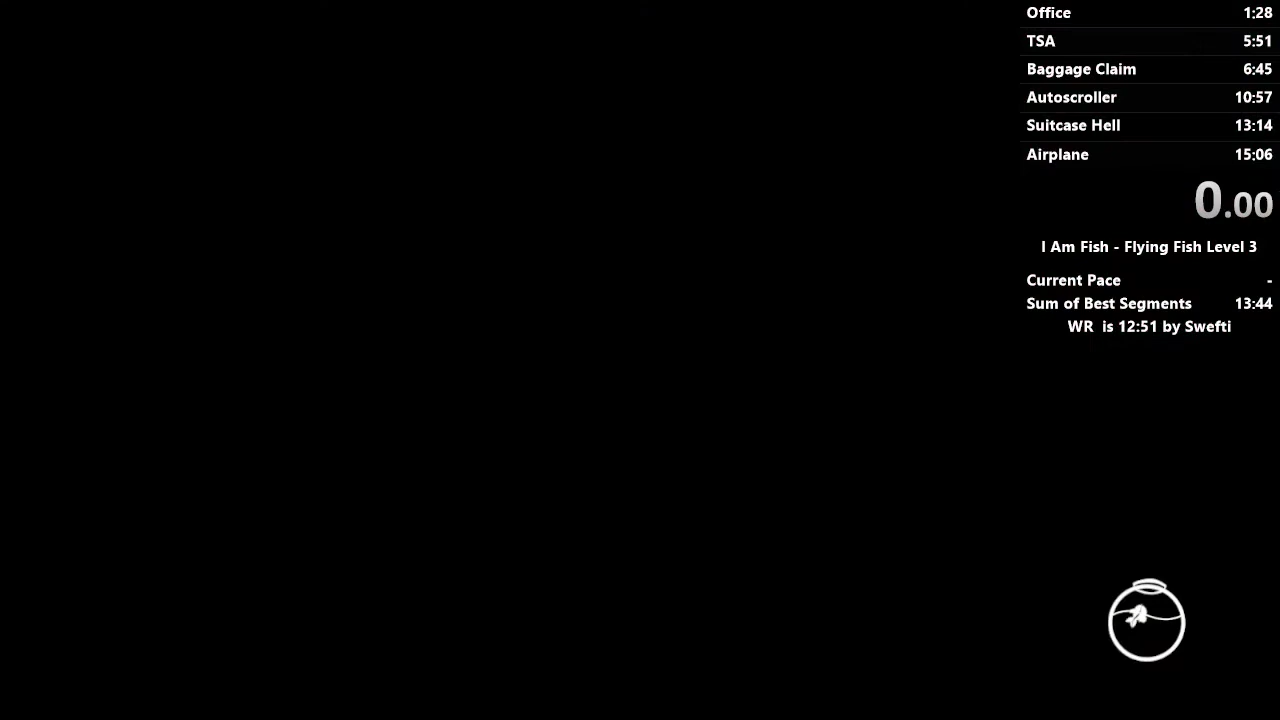 Office 1:28
TSA 5:51
Baggage Claim 6:45
Autoscroller 10:57
Suitcase Hell 13:14
Airplane 15:06
0.00
I Am Fish - Flying Fish Level 3
Current Pace -
Sum of Best Segments 13:44
WR is 12:51 by Swefti